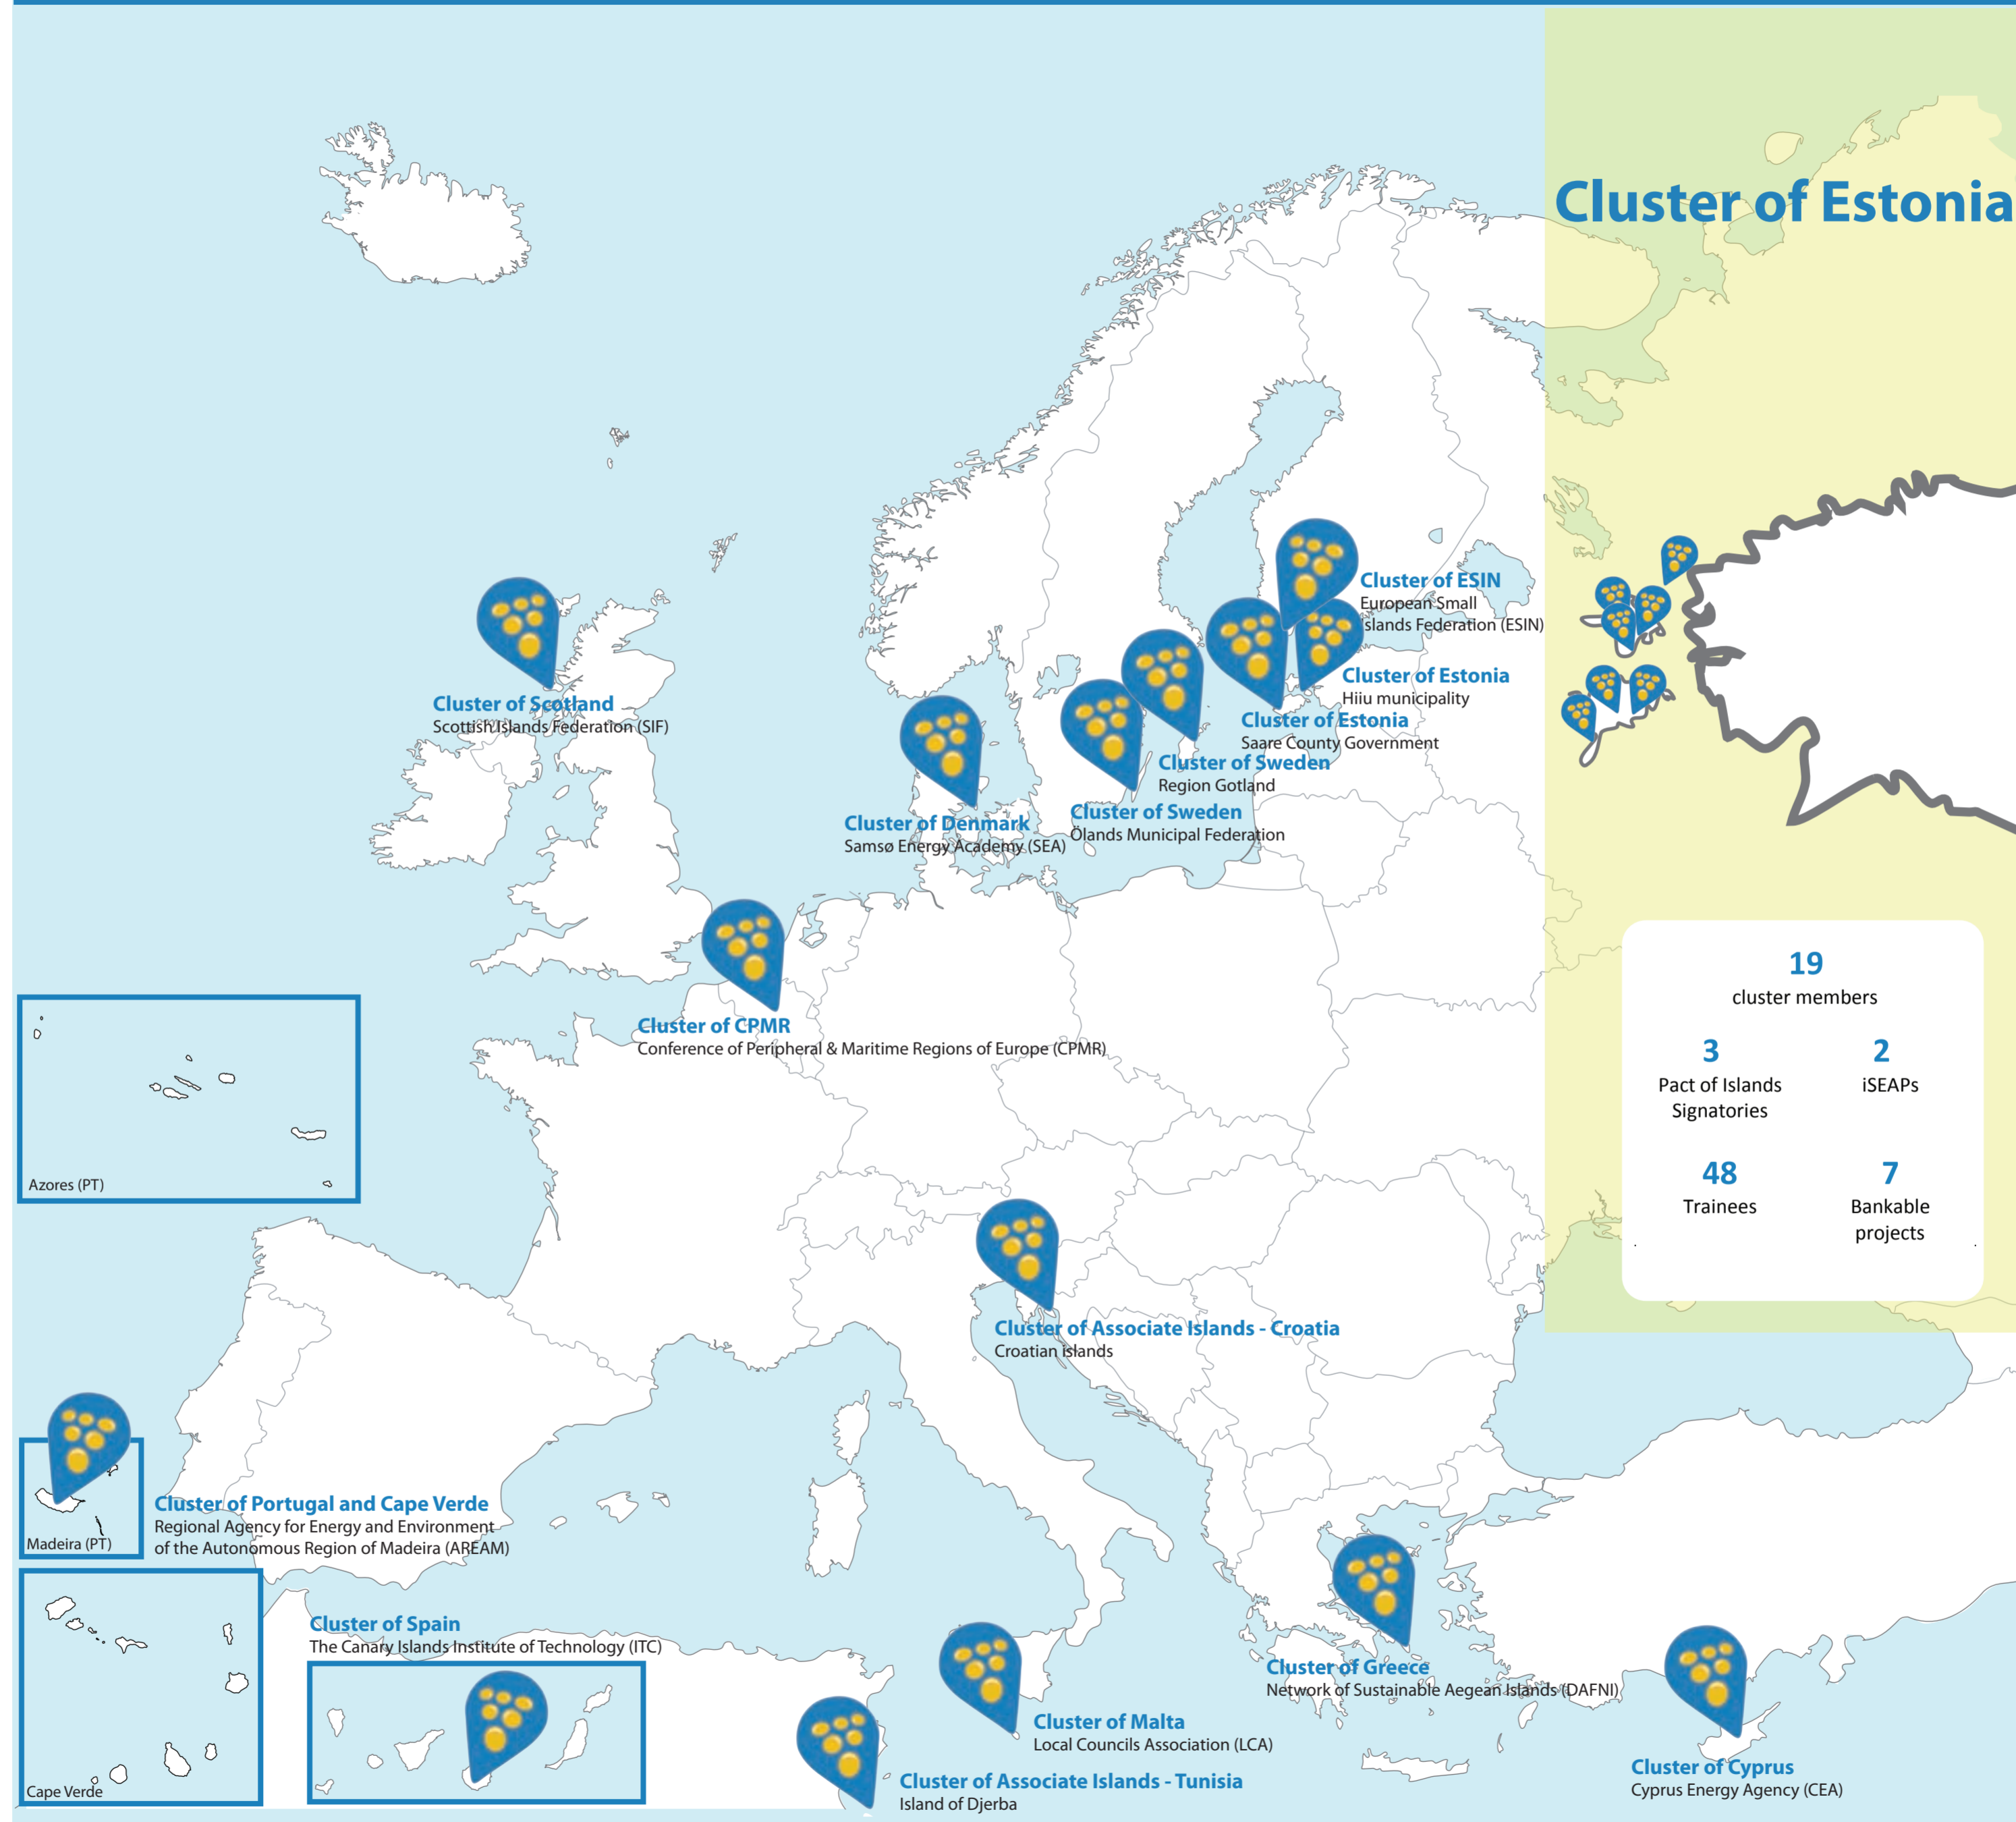 Cluster of Estonia
Cluster of ESIN
European Small
Islands Federation (ESIN)
Cluster of Estonia
Hiiu municipality
Cluster of Estonia
Saare County Government
Cluster of Scotland
Scottish Islands Federation (SIF)
Cluster of Sweden
Region Gotland
Cluster of Sweden
Ölands Municipal Federation
Cluster of Denmark
Samsø Energy Academy (SEA)
19
cluster members
3
Pact of Islands
Signatories
2
iSEAPs
48
Trainees
7
Bankable
projects
Cluster of CPMR
Conference of Peripheral & Maritime Regions of Europe (CPMR)
Azores (PT)
Cluster of Associate Islands - Croatia
Croatian islands
Cluster of Portugal and Cape Verde
Regional Agency for Energy and Environment
of the Autonomous Region of Madeira (AREAM)
Madeira (PT)
Cluster of Spain
The Canary Islands Institute of Technology (ITC)
Cluster of Greece
Network of Sustainable Aegean Islands (DAFNI)
Cluster of Malta
Local Councils Association (LCA)
Cluster of Associate Islands - Tunisia
Island of Djerba
Cluster of Cyprus
Cyprus Energy Agency (CEA)
Cape Verde